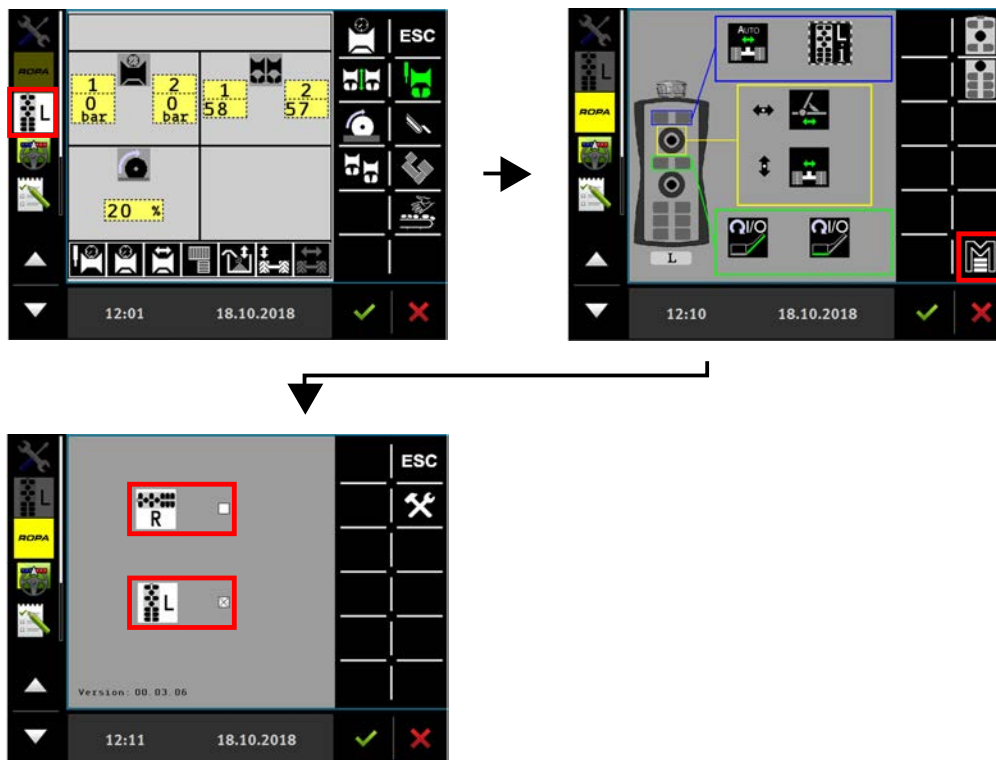 ROPA
L
1
0
bar
2
0
bar
1
58
2
57
20 %
ESC
12:01
18.10.2018
L
ROPA
AUTO
L
i
I/O
I/O
L
12:10
18.10.2018
L
ROPA
R
L
ESC
Version: 00.03.06
12:11
18.10.2018